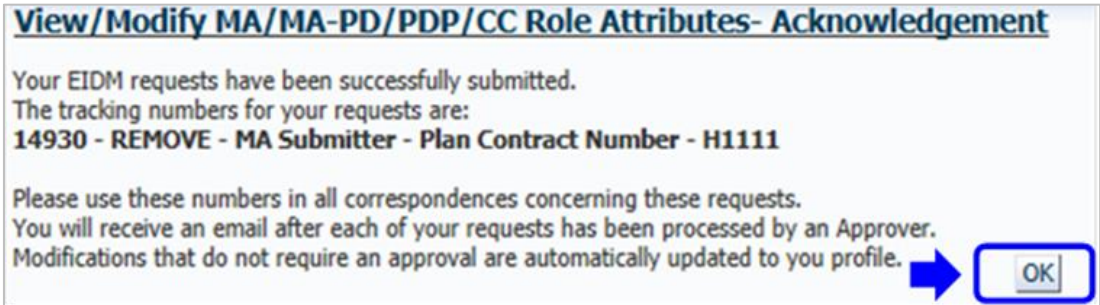 View/Modify MA/MA-PD/PDP/CC Role Attributes- Acknowledgement
Your EIDM requests have been successfully submitted.
The tracking numbers for your requests are:
14930 - REMOVE - MA Submitter - Plan Contract Number - H1111
Please use these numbers in all correspondences concerning these requests.
You will receive an email after each of your requests has been processed by an Approver.
Modifications that do not require an approval are automatically updated to you profile.
OK